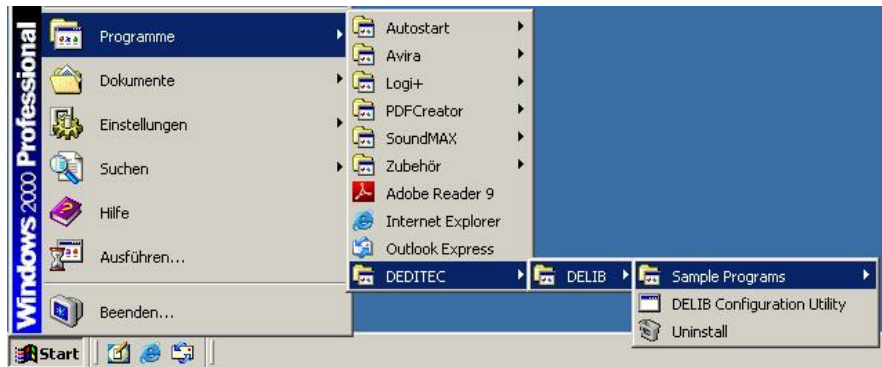 Windows 2000 Professional
Programme
Dokumente
Einstellungen
Suchen
Hilfe
Ausführen...
Beenden...
Autostart
Avira
Logi+
PDFCreator
SoundMAX
Zubehör
Adobe Reader 9
Internet Explorer
Outlook Express
DEDITEC
DELIB
Sample Programs
DELIB Configuration Utility
Uninstall
Start